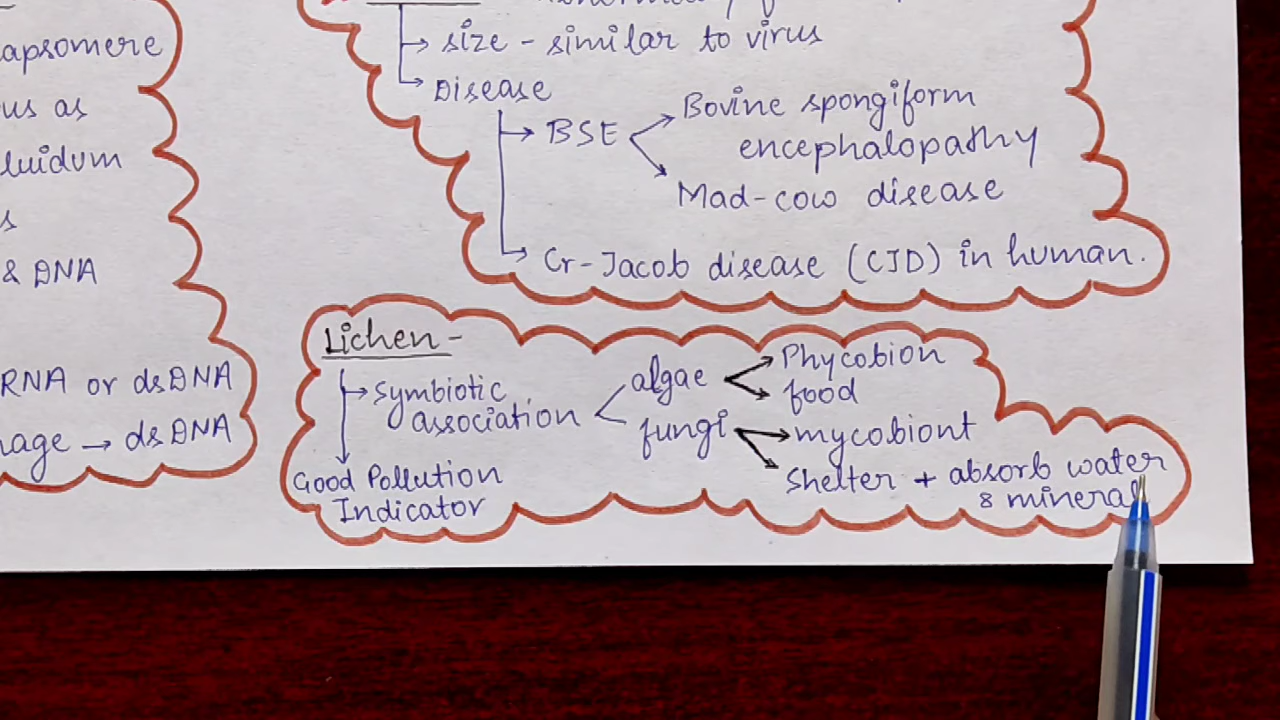 apsomere
us as
luidum
s
& DNA
RNA or dsDNA
hage → dsDNA
→ size - similar to virus
→ Disease
→ BSE
Bovine spongiform
encephalopathy
Mad-cow disease
→ Cr-Jacob disease (CJD) in human.
Lichen -
→ Symbiotic
association
algae
Phycobion
food
fungi
mycobiont
Shelter + absorb water
& mineral
Good Pollution
Indicator